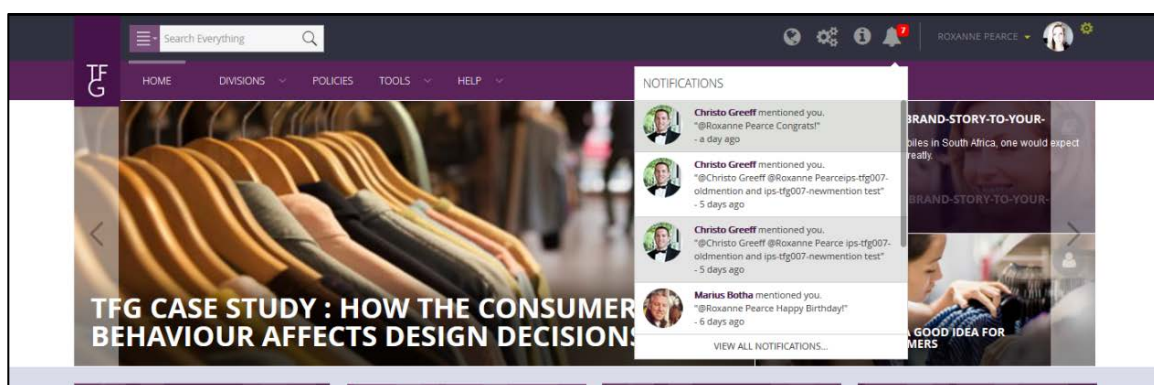 Search Everything
7
ROXANNE PEARCE
TFG
HOME
DIVISIONS
POLICIES
TOOLS
HELP
NOTIFICATIONS
Christo Greeff mentioned you.
"@Roxanne Pearce Congrats!"
- a day ago
Christo Greeff mentioned you.
"@Christo Greeff @Roxanne Pearceips-tfg007-
oldmention and ips-tfg007-newmention test"
- 5 days ago
Christo Greeff mentioned you.
"@Christo Greeff @Roxanne Pearce ips-tfg007-
oldmention and ips-tfg007-newmention test"
- 5 days ago
Marius Botha mentioned you.
"@Roxanne Pearce Happy Birthday!"
- 6 days ago
VIEW ALL NOTIFICATIONS...
BRAND-STORY-TO-YOUR-
biles in South Africa, one would expect
reatly.
BRAND-STORY-TO-YOUR-
TFG CASE STUDY : HOW THE CONSUMER
BEHAVIOUR AFFECTS DESIGN DECISIONS
GOOD IDEA FOR
MERS